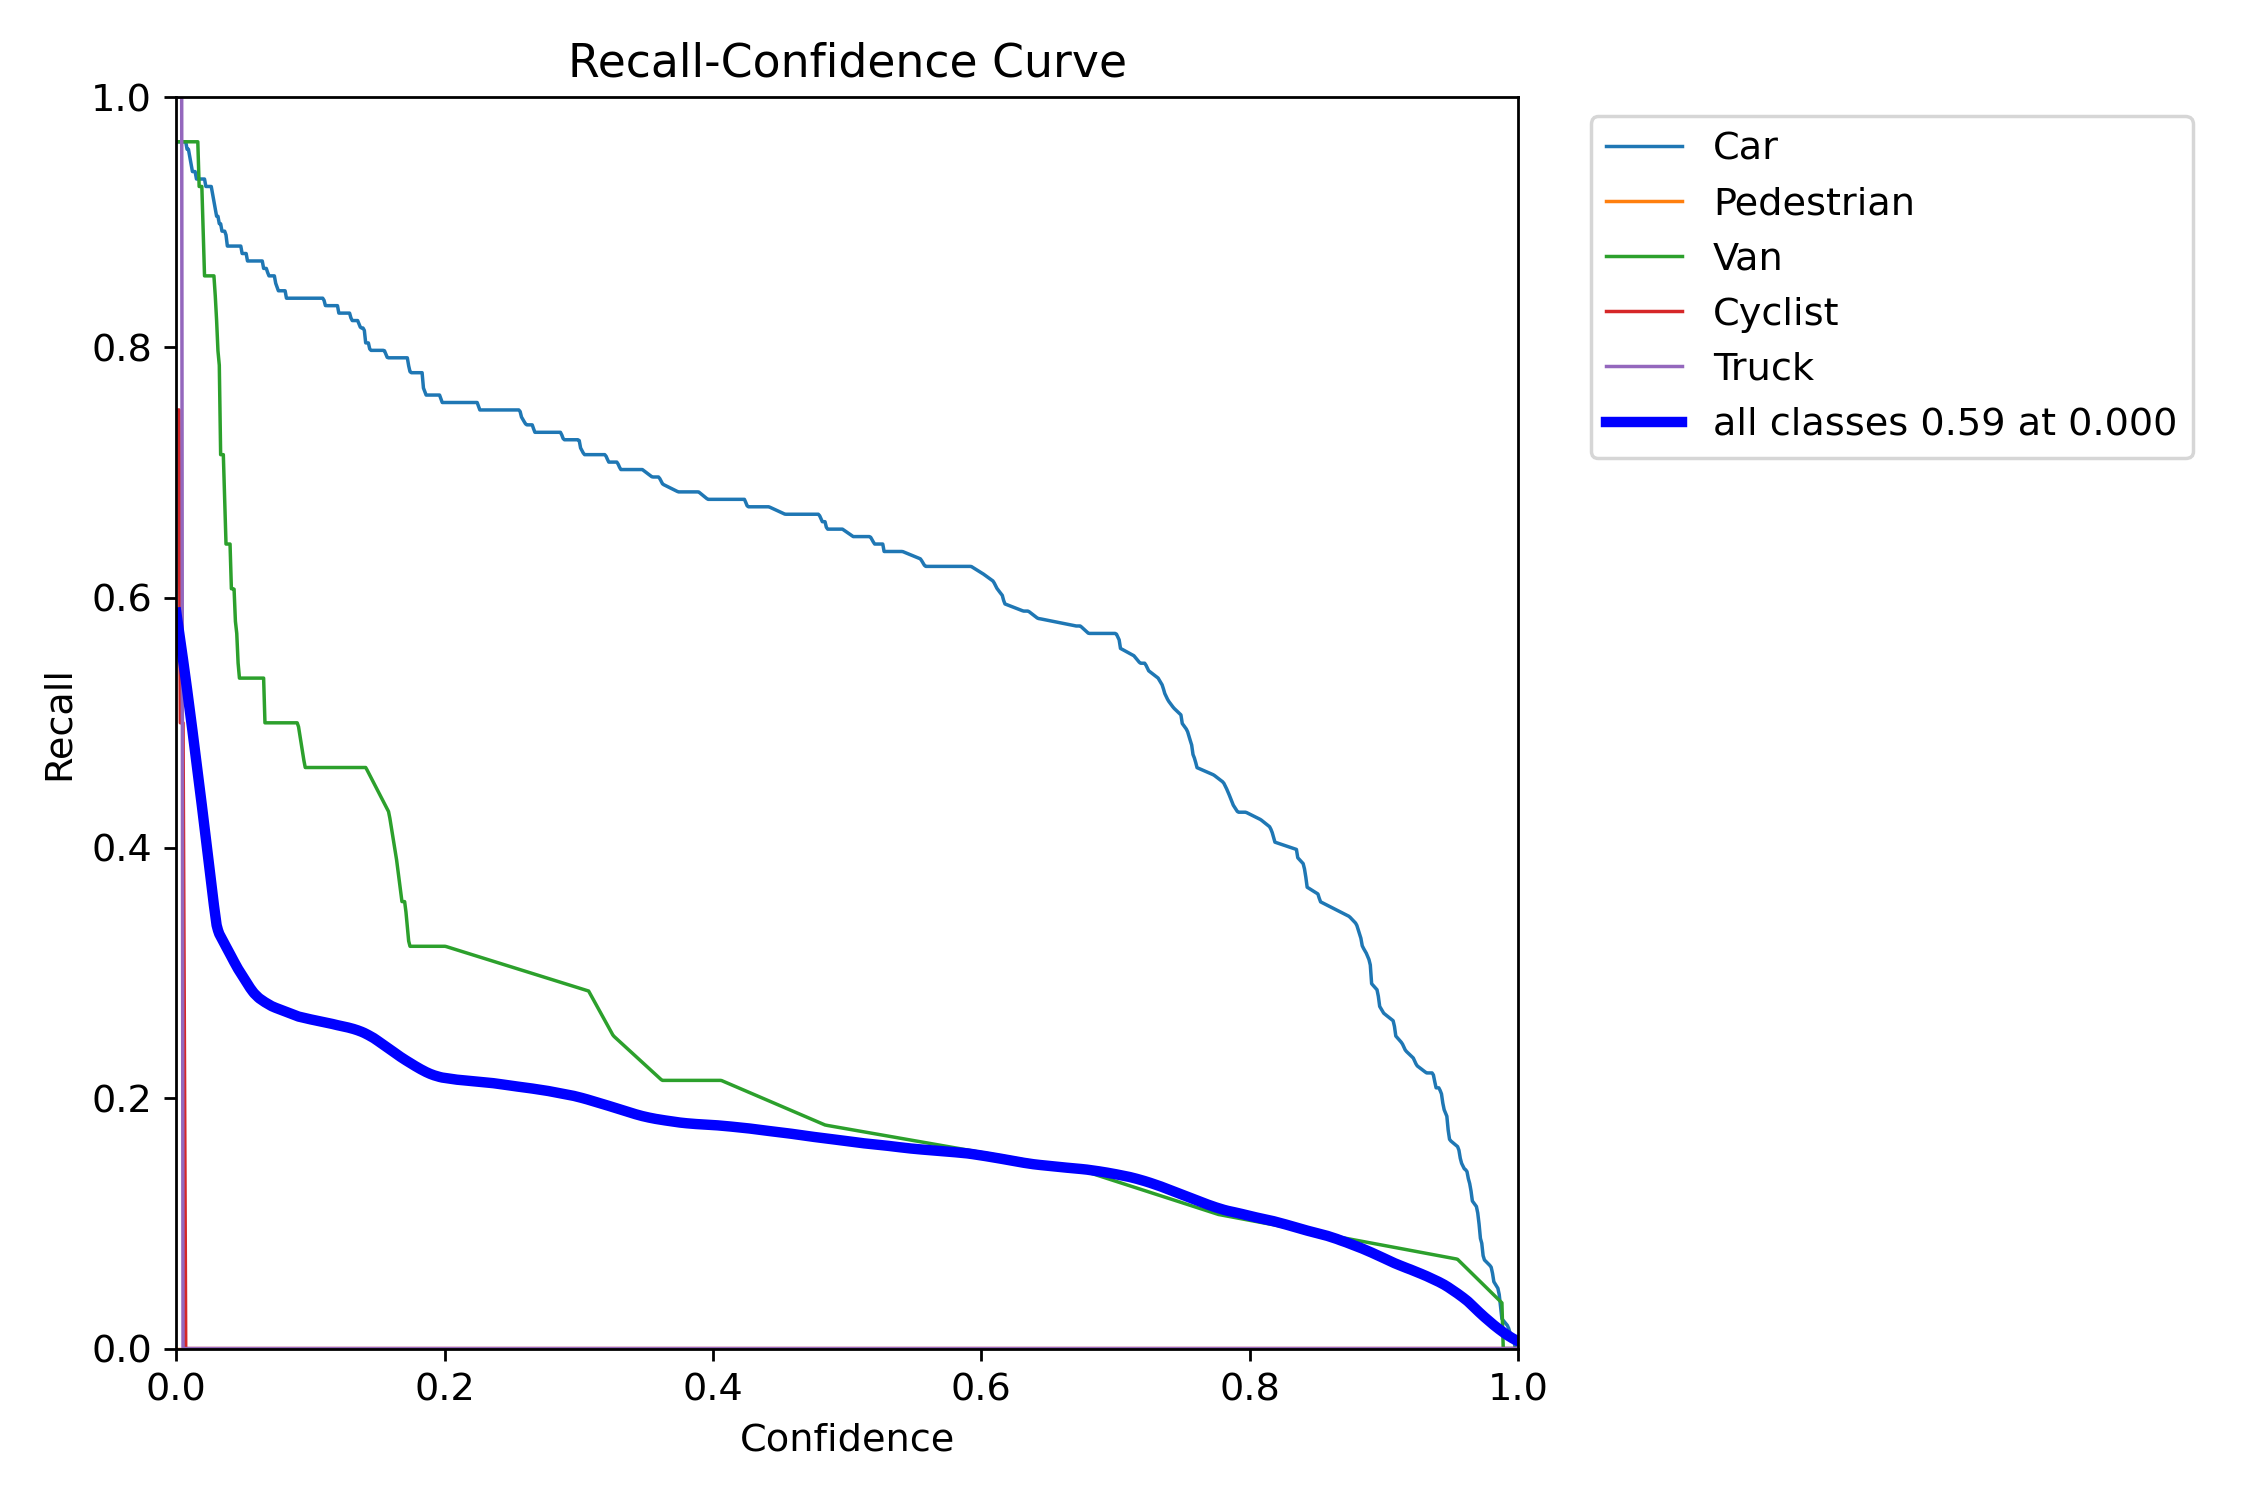 Recall-Confidence Curve
1.0
0.8
0.6
0.4
0.2
0.0
Recall
0.0 0.2 0.4 0.6 0.8 1.0
Confidence
Car
Pedestrian
Van
Cyclist
Truck
all classes 0.59 at 0.000